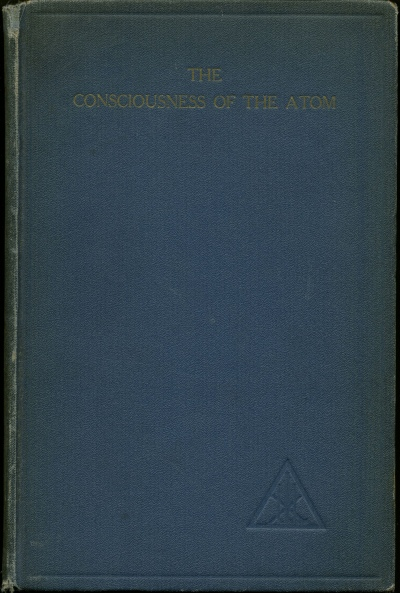 THE
CONSCIOUSNESS OF THE ATOM